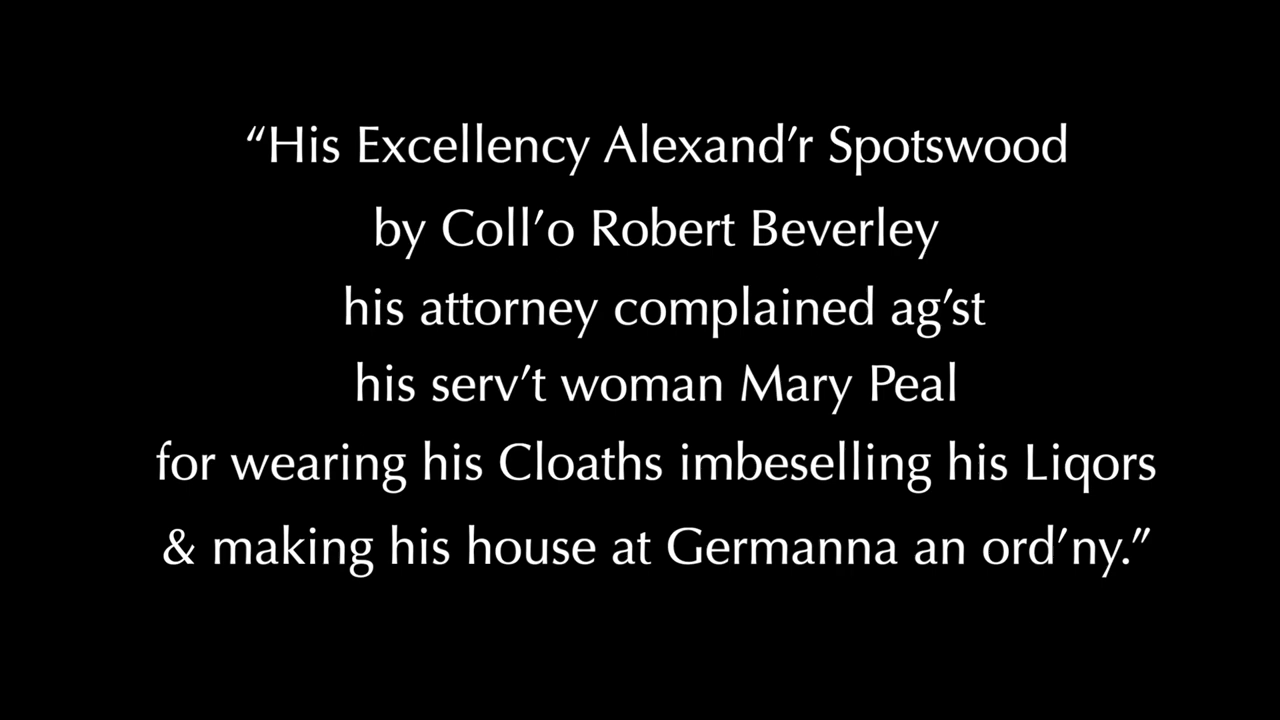 “His Excellency Alexand’r Spotswood
by Coll’o Robert Beverley
his attorney complained ag’st
his serv’t woman Mary Peal
for wearing his Cloaths imbeselling his Liqors
& making his house at Germanna an ord’ny.”